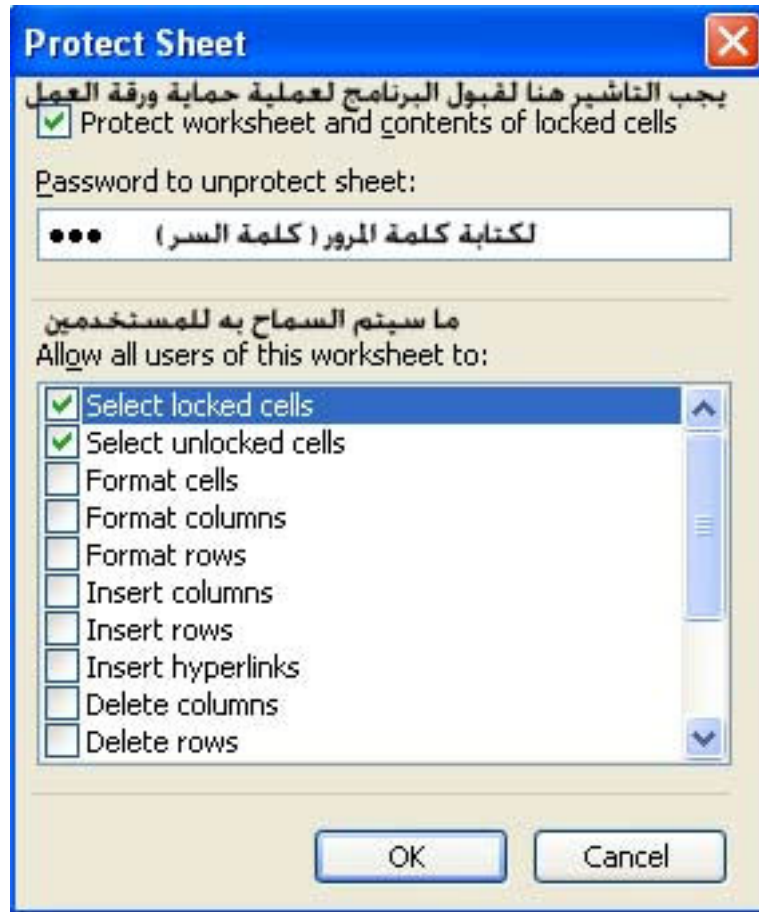 Protect Sheet
يجب التاشير هنا لقبول البرنامج لعملية حماية ورقة العمل
Protect worksheet and contents of locked cells
Password to unprotect sheet:
••• لكتابة كلمة المرور ( كلمة السر )
ما سيتم السماح به للمستخدمين
Allow all users of this worksheet to:
Select locked cells
Select unlocked cells
Format cells
Format columns
Format rows
Insert columns
Insert rows
Insert hyperlinks
Delete columns
Delete rows
OK Cancel